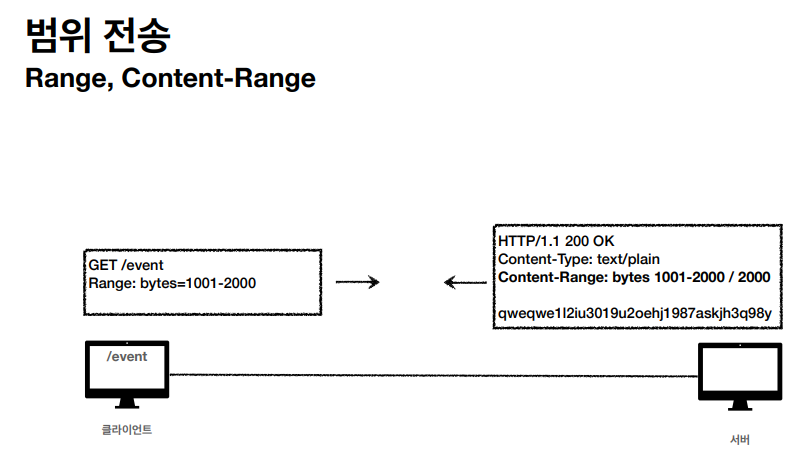 범위 전송
Range, Content-Range
GET /event
Range: bytes=1001-2000
HTTP/1.1 200 OK
Content-Type: text/plain
Content-Range: bytes 1001-2000 / 2000
qweqwe1l2iu3019u2oehj1987askjh3q98y
/event
클라이언트
서버